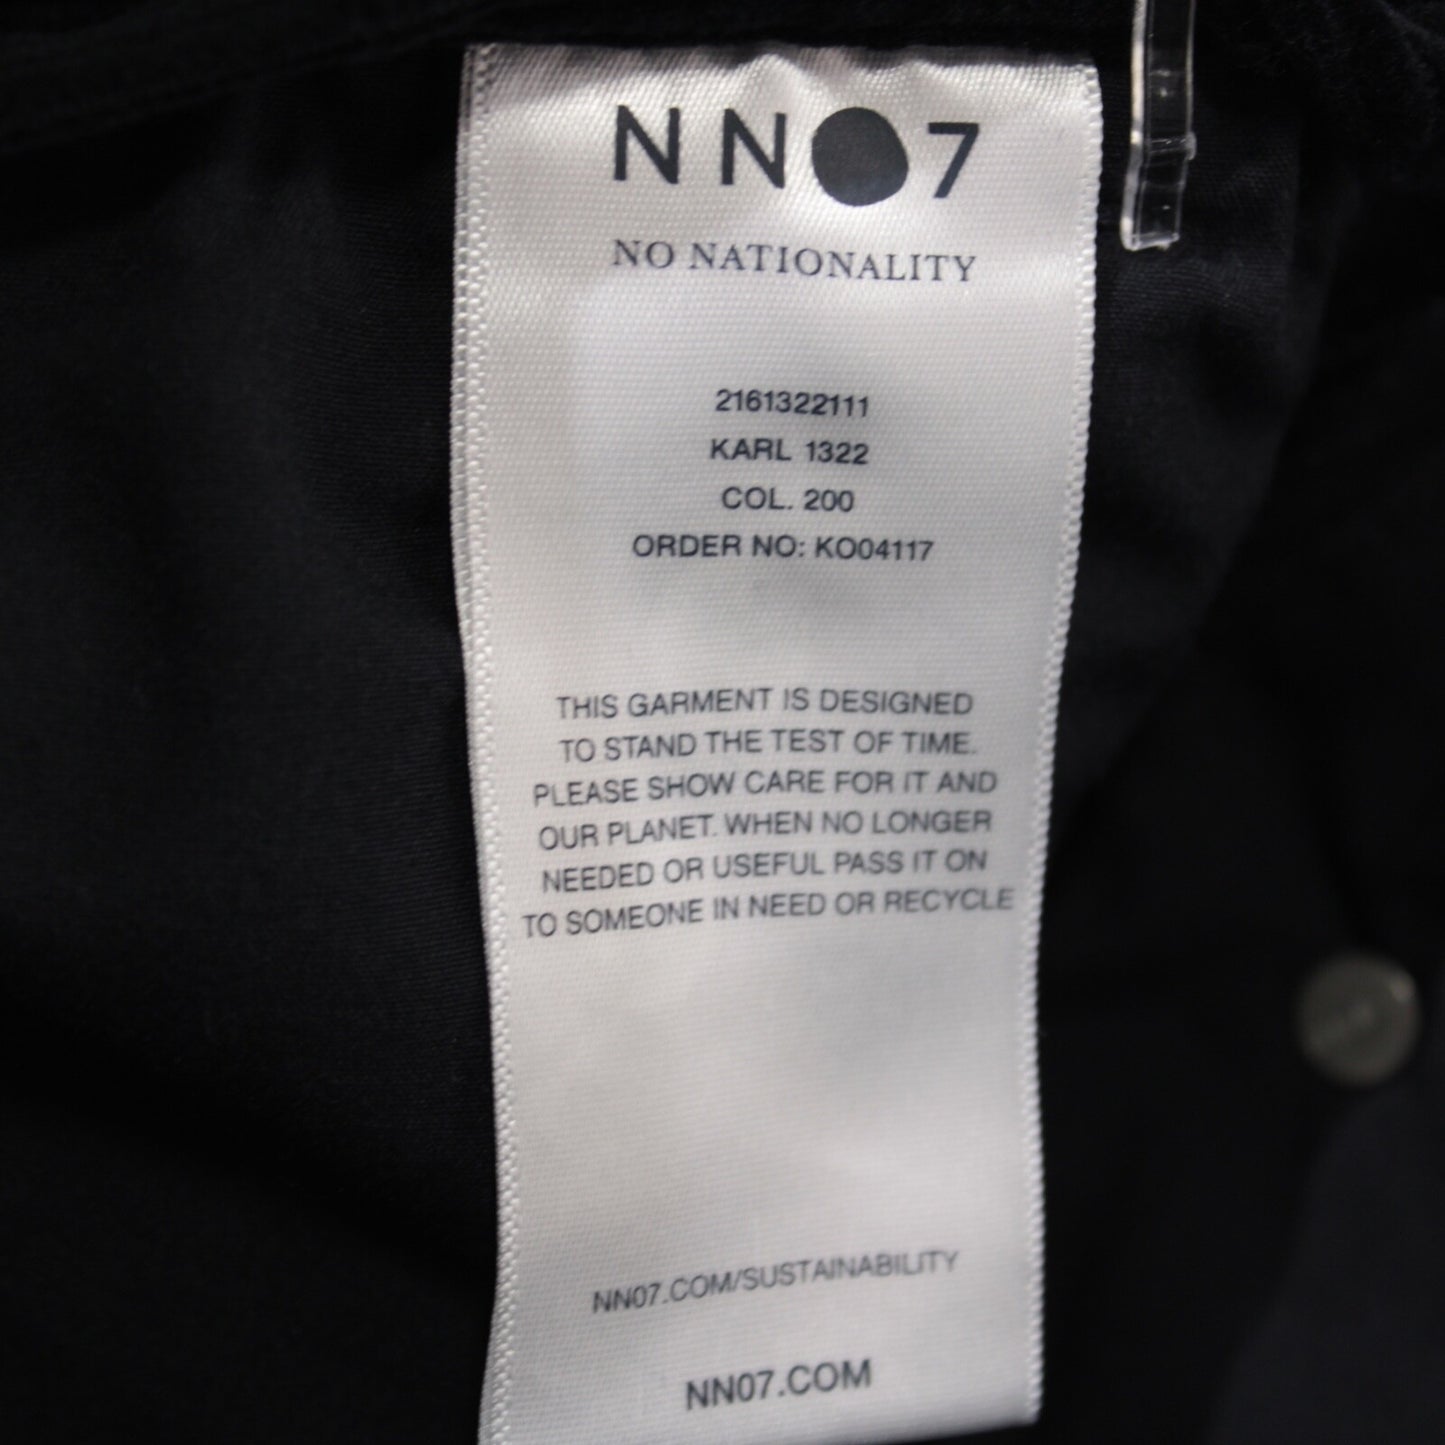 NN07
NO NATIONALITY
2161322111
KARL 1322
COL. 200
ORDER NO: KO04117
THIS GARMENT IS DESIGNED
TO STAND THE TEST OF TIME.
PLEASE SHOW CARE FOR IT AND
OUR PLANET. WHEN NO LONGER
NEEDED OR USEFUL PASS IT ON
TO SOMEONE IN NEED OR RECYCLE
NN07.COM/SUSTAINABILITY
NN07.COM